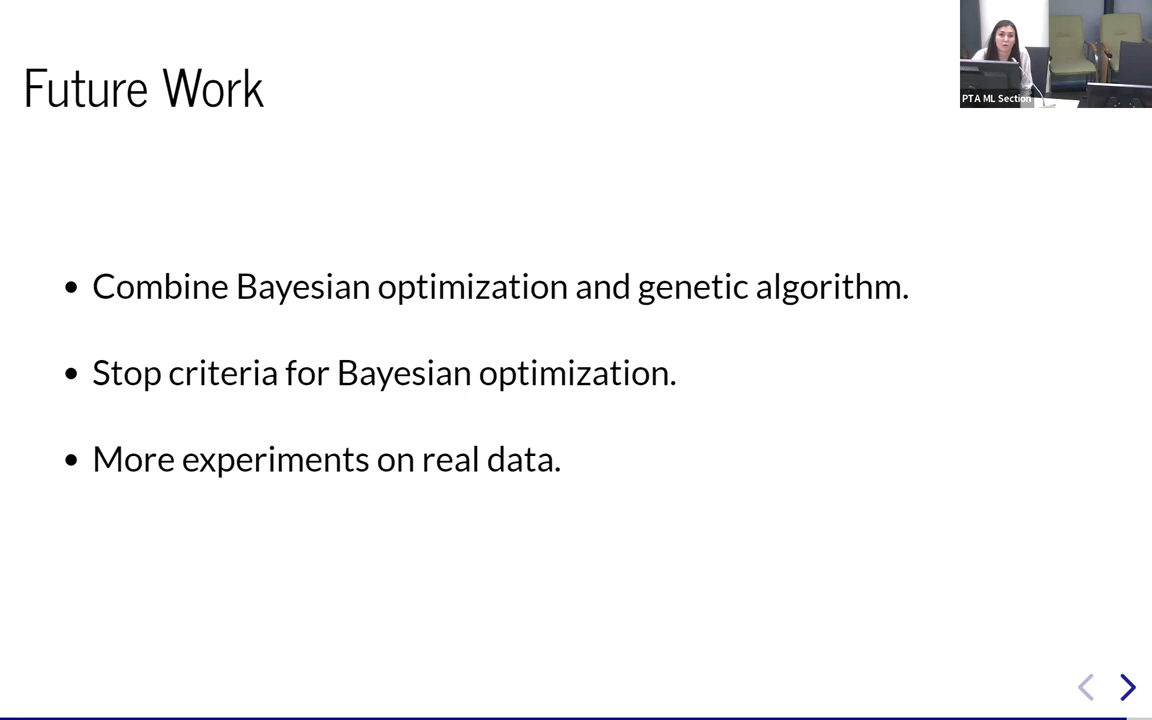 Future Work
PTA ML Section
• Combine Bayesian optimization and genetic algorithm.
• Stop criteria for Bayesian optimization.
• More experiments on real data.